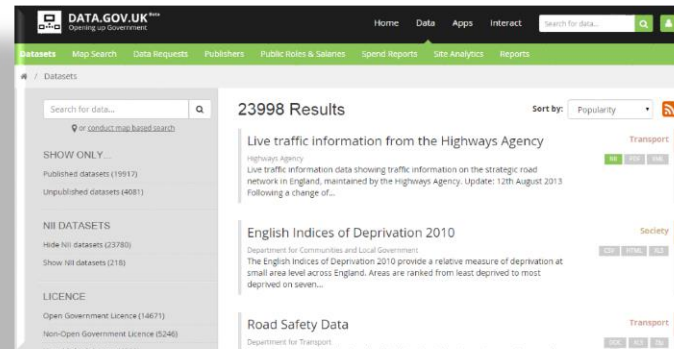 DATA.GOV.UK Beta
Opening up Government
Home Data Apps Interact Search for data...
Datasets Map Search Data Requests Publishers Public Roles & Salaries Spend Reports Site Analytics Reports
/ Datasets
Search for data...
or conduct map based search
SHOW ONLY...
Published datasets (19917)
Unpublished datasets (4081)
NII DATASETS
Hide NII datasets (23780)
Show NII datasets (218)
LICENCE
Open Government Licence (14671)
Non-Open Government Licence (5246)
23998 Results
Sort by: Popularity
Live traffic information from the Highways Agency
Transport
Highways Agency
XML
Live traffic information data showing traffic information on the strategic road
network in England, maintained by the Highways Agency. Update: 12th August 2013
Following a change of...
English Indices of Deprivation 2010
Society
Department for Communities and Local Government
CSV HTML XLS
The English Indices of Deprivation 2010 provide a relative measure of deprivation at
small area level across England. Areas are ranked from least deprived to most
deprived on seven...
Road Safety Data
Transport
Department for Transport
DOC XLS Zip